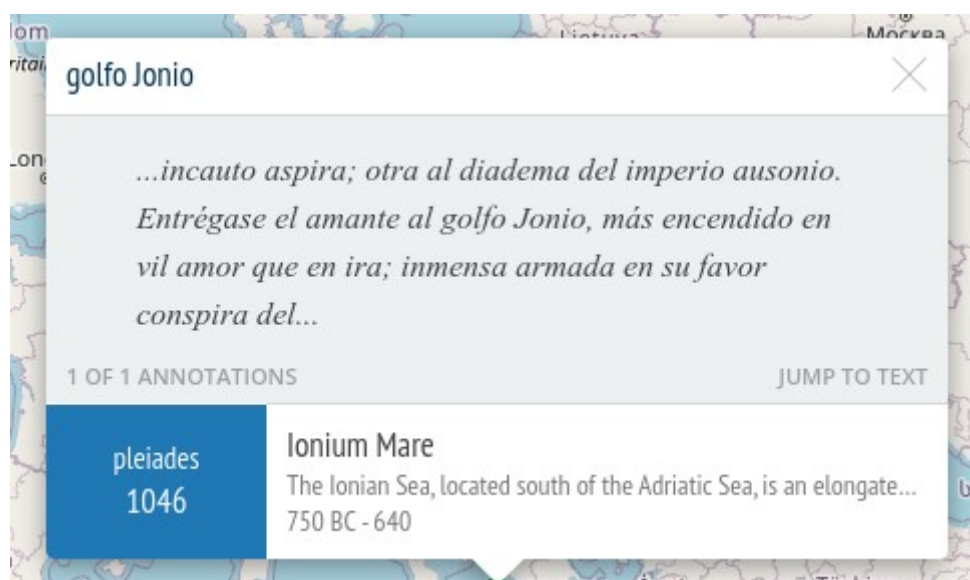 Lietuva
Москва
golfo Jonio
...incauto aspira; otra al diadema del imperio ausonio.
Entrégase el amante al golfo Jonio, más encendido en
vil amor que en ira; inmensa armada en su favor
conspira del...
1 OF 1 ANNOTATIONS
JUMP TO TEXT
pleiades
1046
Ionium Mare
The Ionian Sea, located south of the Adriatic Sea, is an elongate...
750 BC - 640